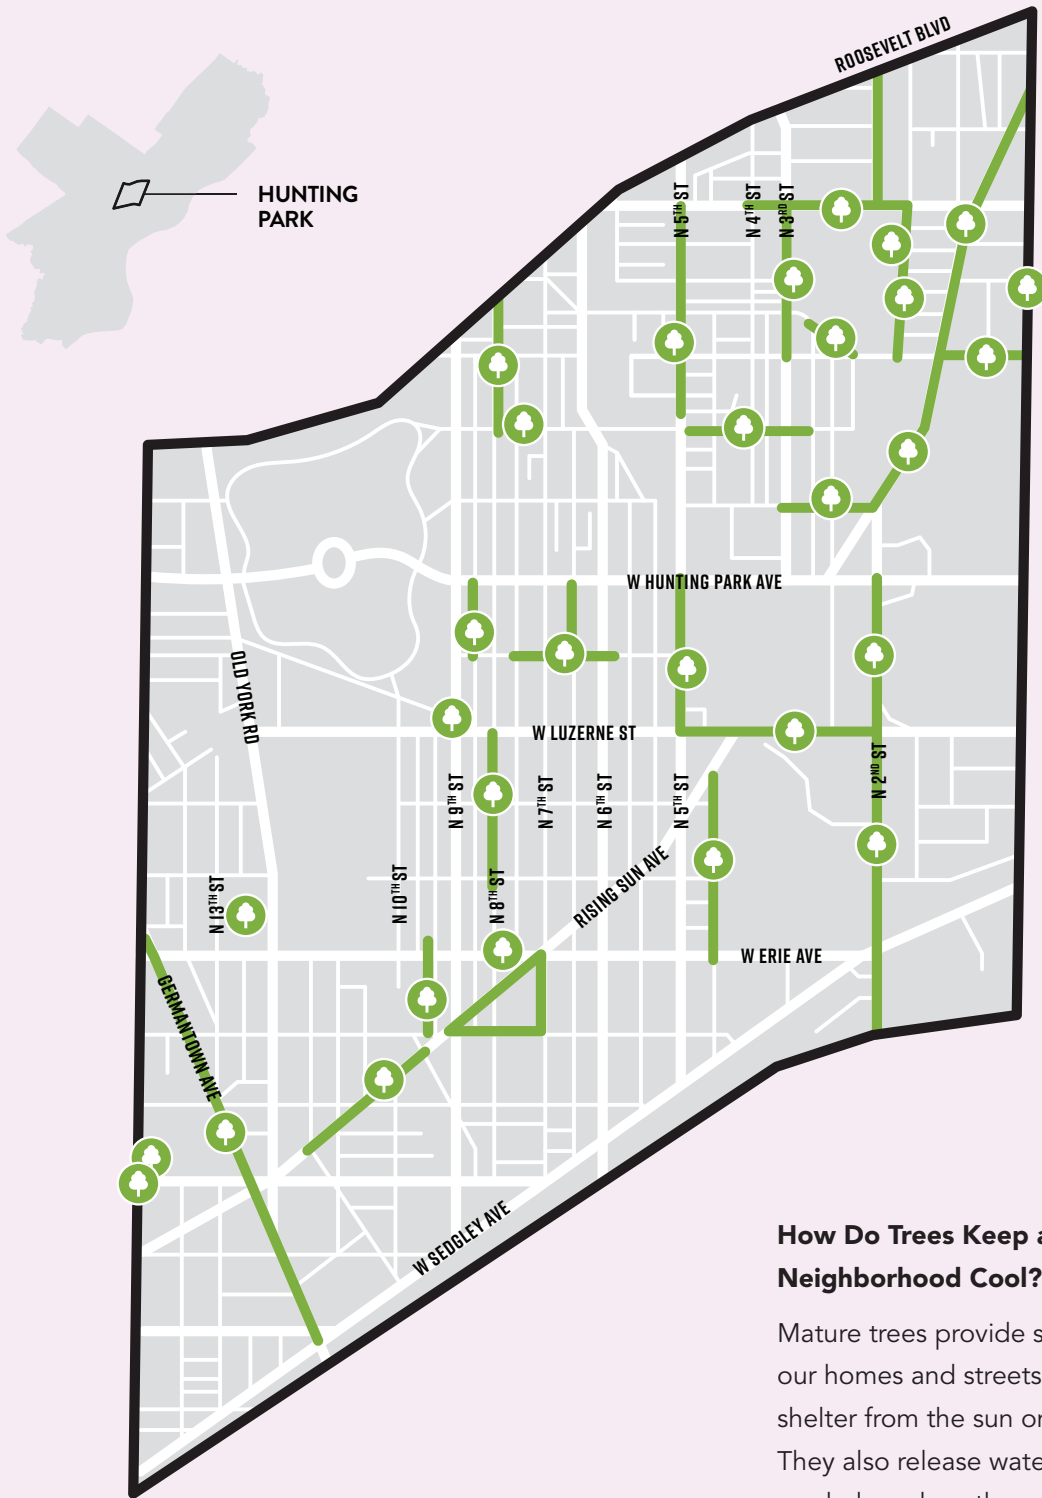 ROOSEVELT BLVD
HUNTING
PARK
N 5TH ST
N 4TH ST
N 3RD ST
W HUNTING PARK AVE
OLD YORK RD
W LUZERNE ST
N 2ND ST
N 9TH ST
N 7TH ST
N 6TH ST
N 5TH ST
N 13TH ST
N 10TH ST
N 8TH ST
RISING SUN AVE
W ERIE AVE
GERMANTOWN AVE
W SEDGLEY AVE
How Do Trees Keep a
Neighborhood Cool?
Mature trees provide s
our homes and streets
shelter from the sun or
They also release wate